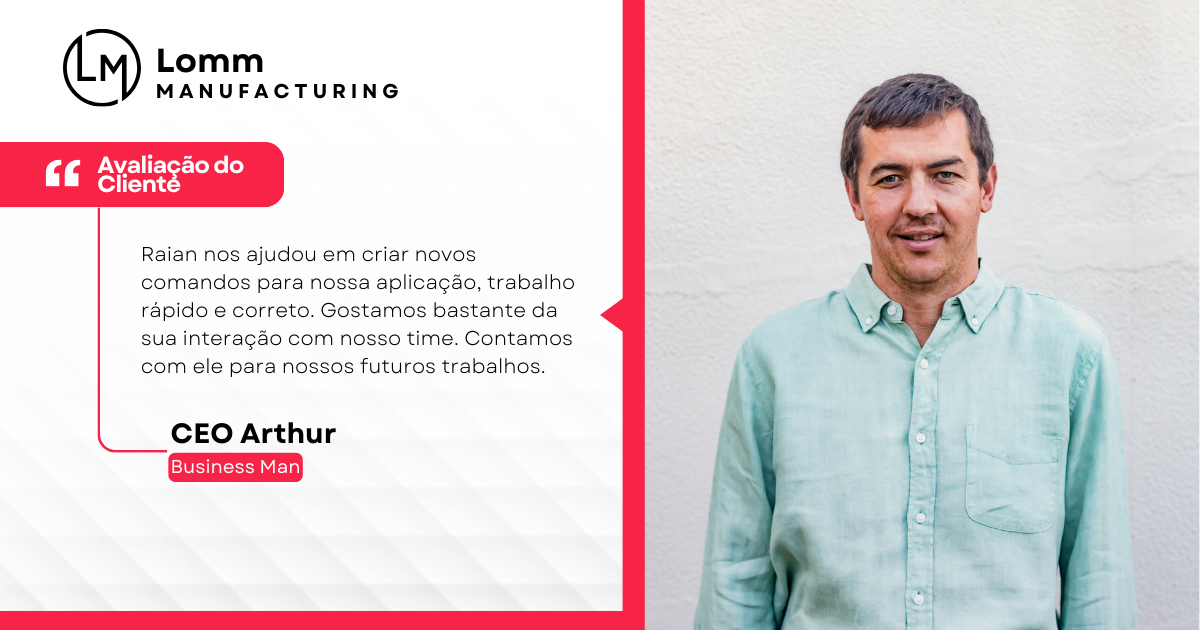 LM
Lomm
MANUFACTURING
“ Avaliação do
Cliente
Raian nos ajudou em criar novos
comandos para nossa aplicação, trabalho
rápido e correto. Gostamos bastante da
sua interação com nosso time. Contamos
com ele para nossos futuros trabalhos.
CEO Arthur
Business Man